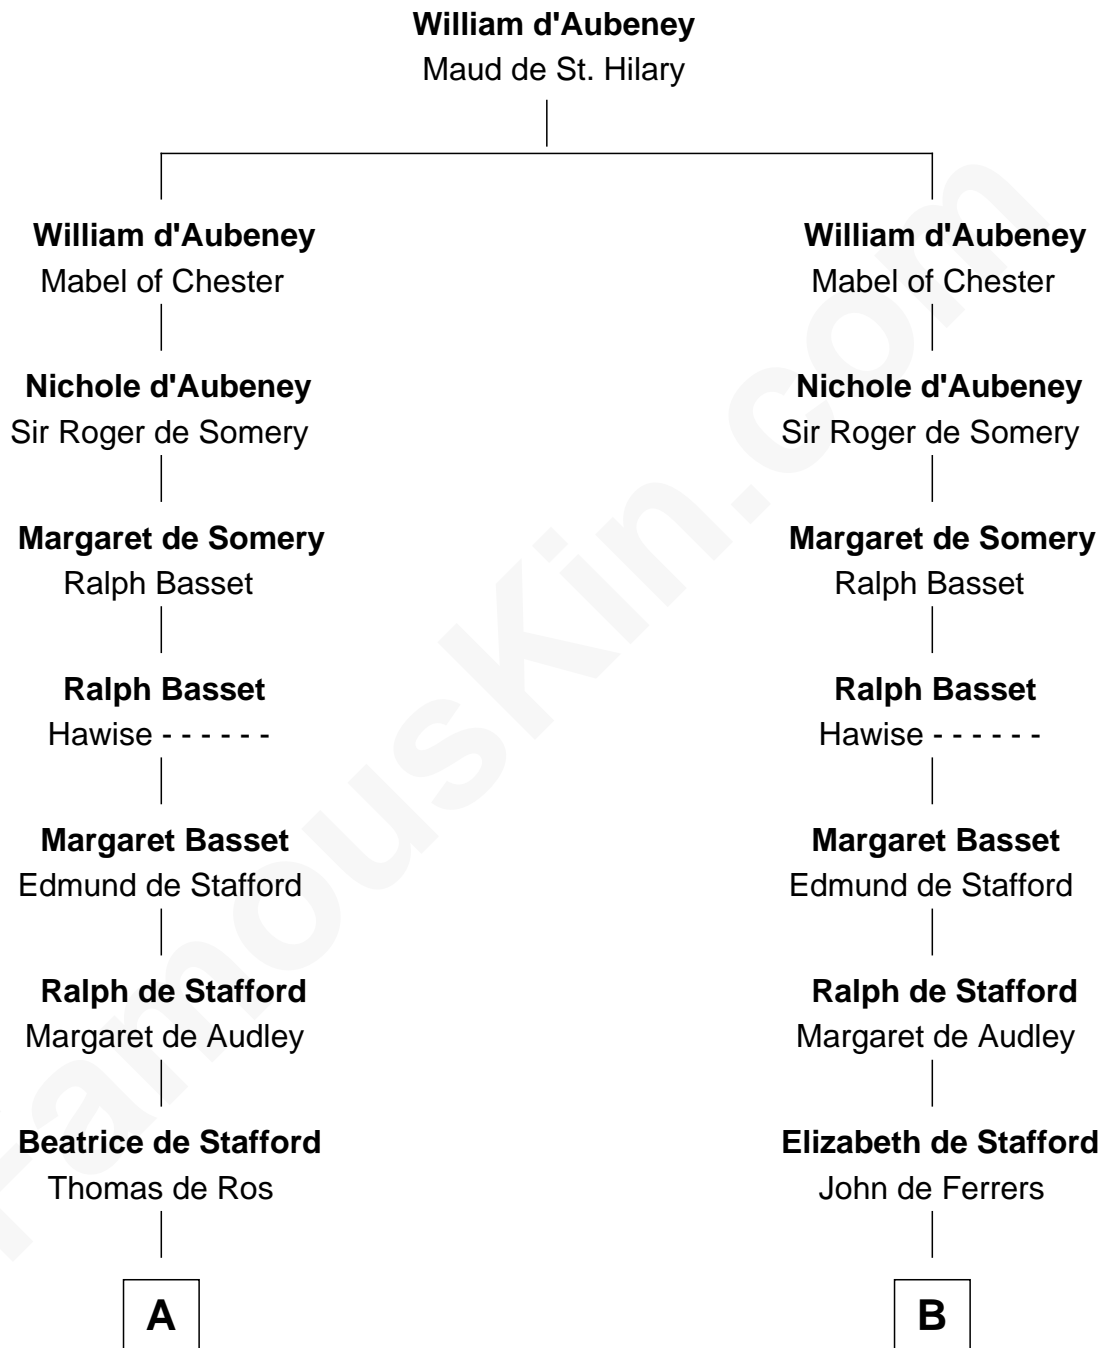 William d'Aubeney
Maud de St. Hilary
William d'Aubeney
Mabel of Chester
Nichole d'Aubeney
Sir Roger de Somery
Margaret de Somery
Ralph Basset
Ralph Basset
Hawise - - - - - -
Margaret Basset
Edmund de Stafford
Ralph de Stafford
Margaret de Audley
Beatrice de Stafford
Thomas de Ros
A
William d'Aubeney
Mabel of Chester
Nichole d'Aubeney
Sir Roger de Somery
Margaret de Somery
Ralph Basset
Ralph Basset
Hawise - - - - - -
Margaret Basset
Edmund de Stafford
Ralph de Stafford
Margaret de Audley
Elizabeth de Stafford
John de Ferrers
B
FamousKin.com